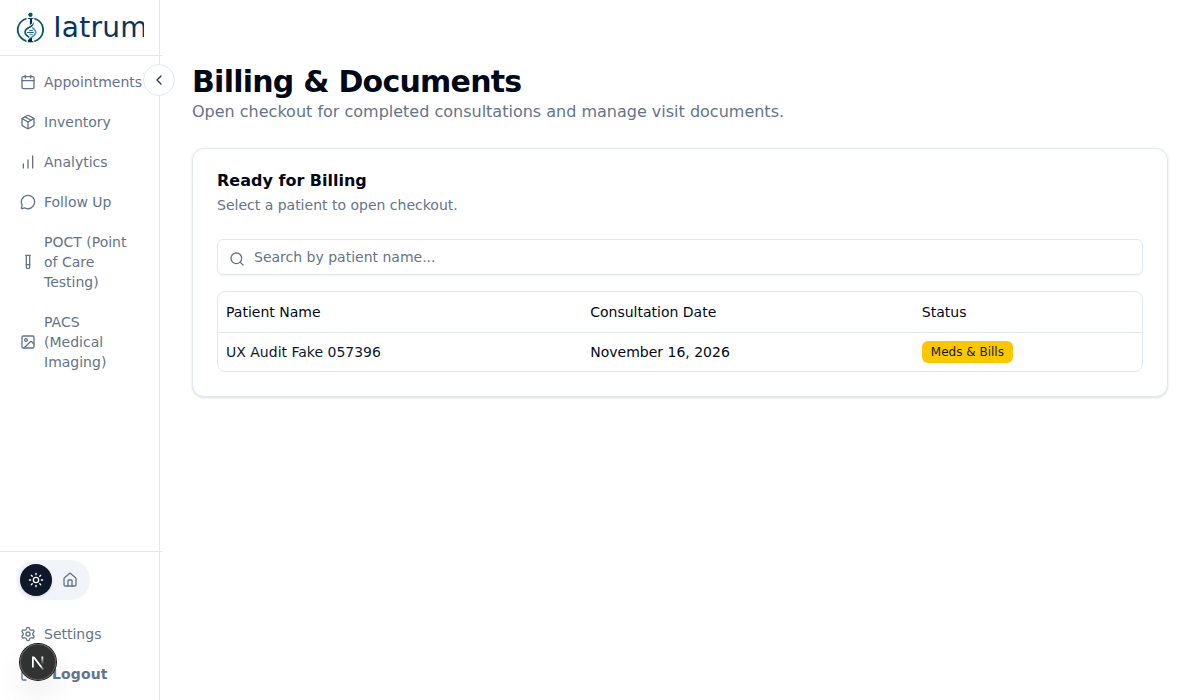 Iatrum
Appointments
Inventory
Analytics
Follow Up
POCT (Point
of Care
Testing)
PACS
(Medical
Imaging)
Settings
N
Logout
Billing & Documents
Open checkout for completed consultations and manage visit documents.
Ready for Billing
Select a patient to open checkout.
Search by patient name...
Patient Name Consultation Date Status
UX Audit Fake 057396 November 16, 2026 Meds & Bills